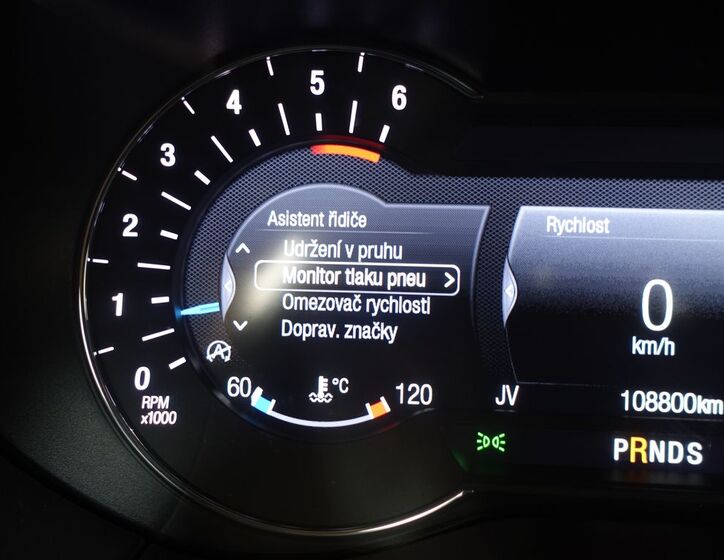 5
6
4
3
2
1
0
RPM
x1000
Asistent řidiče
Udržení v pruhu
Monitor tlaku pneu
Omezovač rychlosti
Doprav. značky
A
60
°C
120
Rychlost
0
km/h
JV
108800km
PRNDS